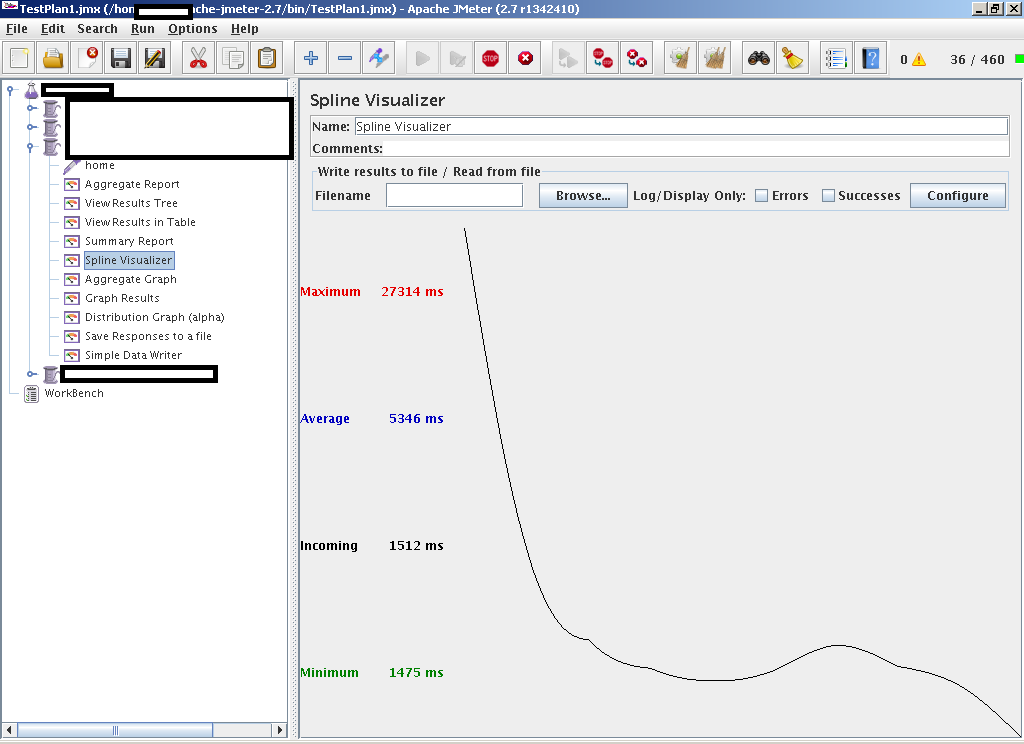 TestPlan1.jmx (/hom ache-jmeter-2.7/bin/TestPlan1.jmx) - Apache JMeter (2.7 r1342410)
File Edit Search Run Options Help
STOP 0 36 / 460
home
Aggregate Report
View Results Tree
View Results in Table
Summary Report
Spline Visualizer
Aggregate Graph
Graph Results
Distribution Graph (alpha)
Save Responses to a file
Simple Data Writer
WorkBench
Spline Visualizer
Name: Spline Visualizer
Comments:
Write results to file / Read from file
Filename Browse... Log/Display Only: Errors Successes Configure
Maximum 27314 ms
Average 5346 ms
Incoming 1512 ms
Minimum 1475 ms